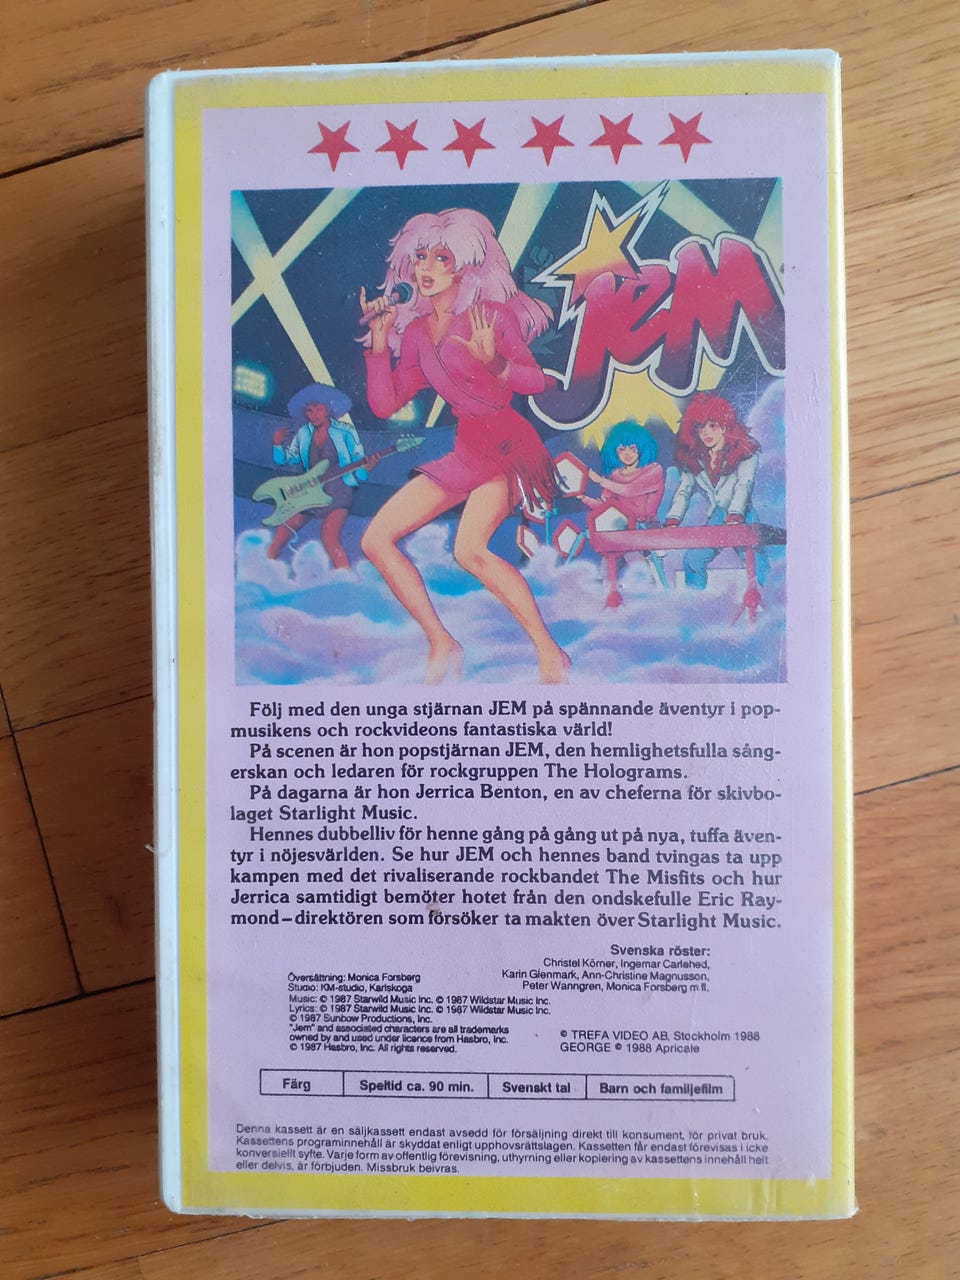 JEM
Följ med den unga stjärnan JEM på spännande äventyr i pop-
musikens och rockvideons fantastiska värld!
På scenen är hon popstjärnan JEM, den hemlighetsfulla sång-
erskan och ledaren för rockgruppen The Holograms.
På dagarna är hon Jerrica Benton, en av cheferna för skivbo-
laget Starlight Music.
Hennes dubbelliv för henne gång på gång ut på nya, tuffa även-
tyr i nöjesvärlden. Se hur JEM och hennes band tvingas ta upp
kampen med det rivaliserande rockbandet The Misfits och hur
Jerrica samtidigt bemöter hotet från den ondskefulle Eric Ray-
mond – direktören som försöker ta makten över Starlight Music.
Svenska röster:
Christel Körner, Ingemar Carlehed,
Karin Glenmark, Ann-Christine Magnusson,
Peter Wanngren, Monica Forsberg m fl.
Översättning: Monica Forsberg
Studio: KM-studio, Karlskoga
Music: © 1987 Starwild Music Inc. © 1987 Wildstar Music Inc.
Lyrics: © 1987 Starwild Music Inc. © 1987 Wildstar Music Inc.
© 1987 Sunbow Productions, Inc.
"Jem" and associated characters are all trademarks
owned by and used under licence from Hasbro, Inc.
© 1987 Hasbro, Inc. All rights reserved.
© TREFA VIDEO AB, Stockholm 1988
GEORGE © 1988 Apricale
Färg Speltid ca. 90 min. Svenskt tal Barn och familjefilm
Denna kassett är en säljkassett endast avsedd för försäljning direkt till konsument, för privat bruk.
Kassettens programinnehåll är skyddat enligt upphovsrättslagen. Kassetten får endast förevisas i icke
konversiellt syfte. Varje form av offentlig förevisning, uthyrning eller kopiering av kassettens innehåll helt
eller delvis, är förbjuden. Missbruk beivras.